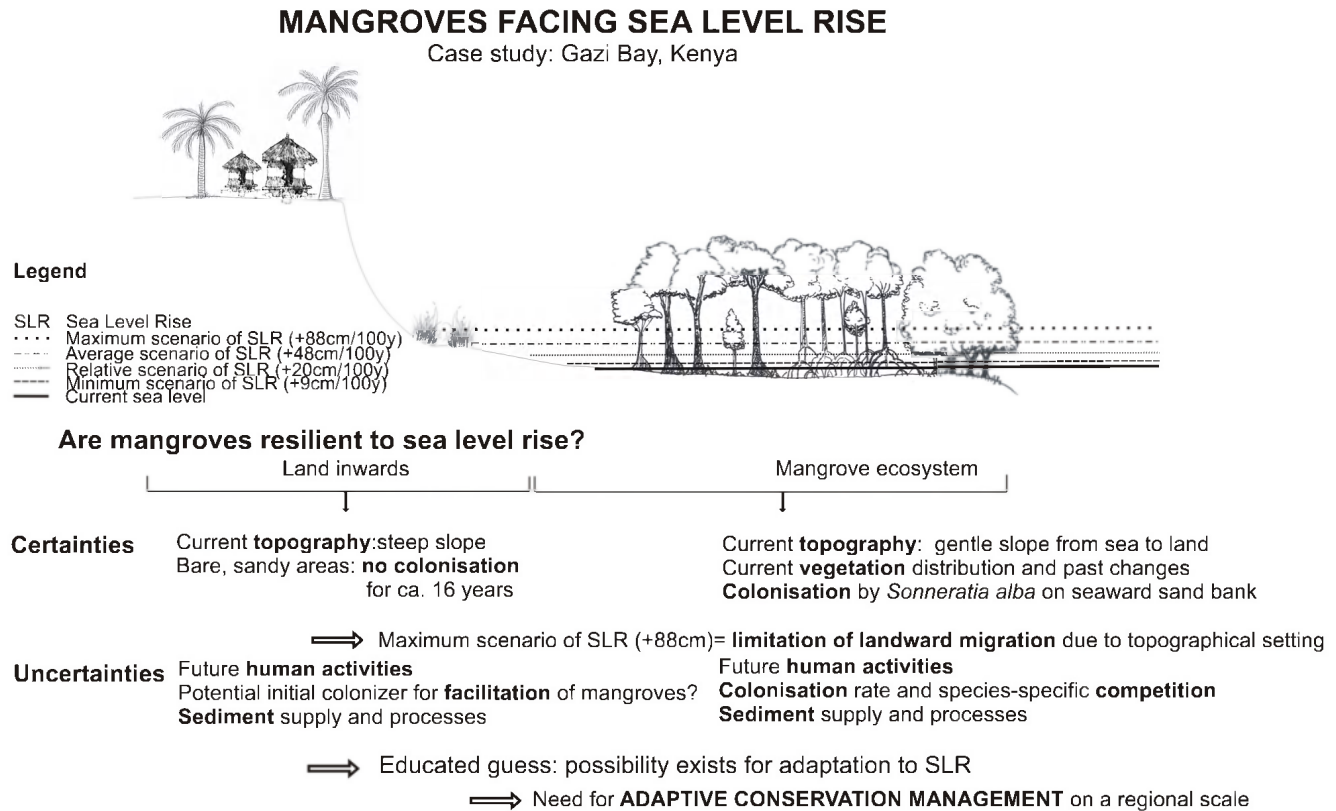 MANGROVES FACING SEA LEVEL RISE
Case study: Gazi Bay, Kenya
Legend
SLR Sea Level Rise
Maximum scenario of SLR (+88cm/100y)
Average scenario of SLR (+48cm/100y)
Relative scenario of SLR (+20cm/100y)
Minimum scenario of SLR (+9cm/100y)
Current sea level
Are mangroves resilient to sea level rise?
Land inwards
Mangrove ecosystem
Certainties
Current topography:steep slope
Bare, sandy areas: no colonisation
for ca. 16 years
Current topography: gentle slope from sea to land
Current vegetation distribution and past changes
Colonisation by Sonneratia alba on seaward sand bank
Maximum scenario of SLR (+88cm)= limitation of landward migration due to topographical setting
Uncertainties
Future human activities
Potential initial colonizer for facilitation of mangroves?
Sediment supply and processes
Future human activities
Colonisation rate and species-specific competition
Sediment supply and processes
Educated guess: possibility exists for adaptation to SLR
Need for ADAPTIVE CONSERVATION MANAGEMENT on a regional scale